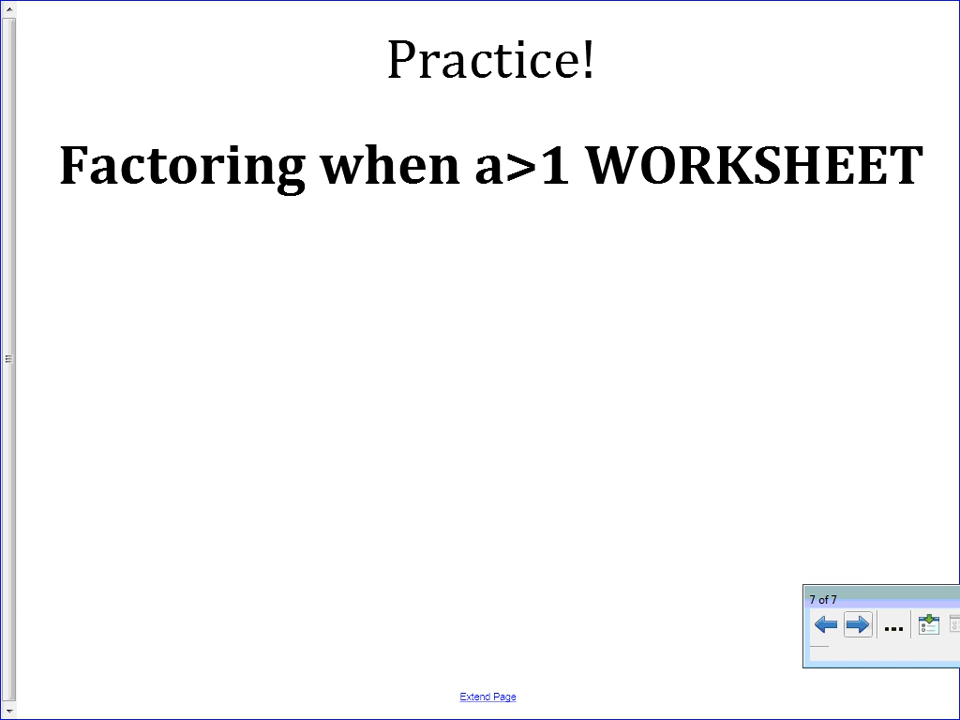 Practice!
Factoring when a>1 WORKSHEET
7 of 7
...
Extend Page